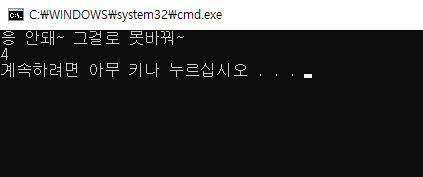 C:\WINDOWS\system32\cmd.exe
응 안돼~ 그걸로 못바꿔~
4
계속하려면 아무 키나 누르십시오 . . .